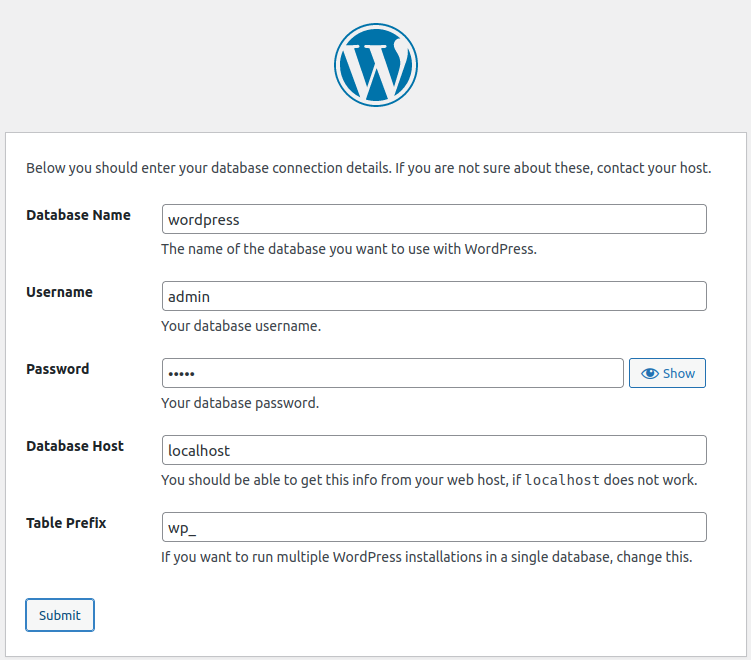 Below you should enter your database connection details. If you are not sure about these, contact your host.
Database Name
wordpress
The name of the database you want to use with WordPress.
Username
admin
Your database username.
Password
•••••
Show
Your database password.
Database Host
localhost
You should be able to get this info from your web host, if localhost does not work.
Table Prefix
wp_
If you want to run multiple WordPress installations in a single database, change this.
Submit